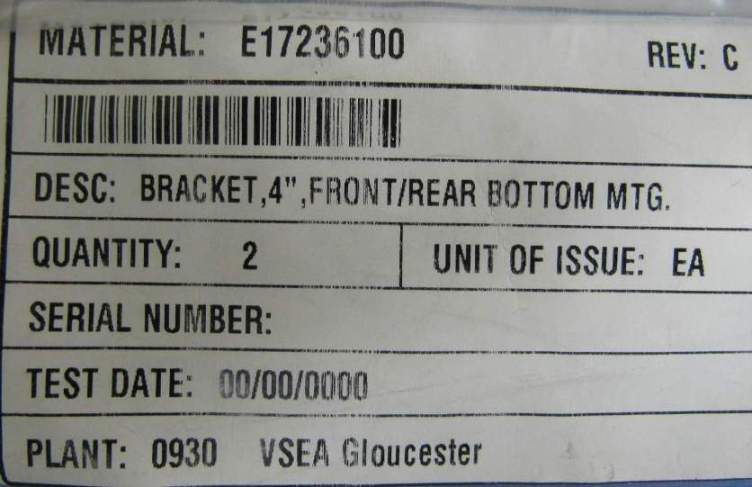 MATERIAL: E17236100 REV: C
DESC: BRACKET,4",FRONT/REAR BOTTOM MTG.
QUANTITY: 2 UNIT OF ISSUE: EA
SERIAL NUMBER:
TEST DATE: 00/00/0000
PLANT: 0930 VSEA Gloucester